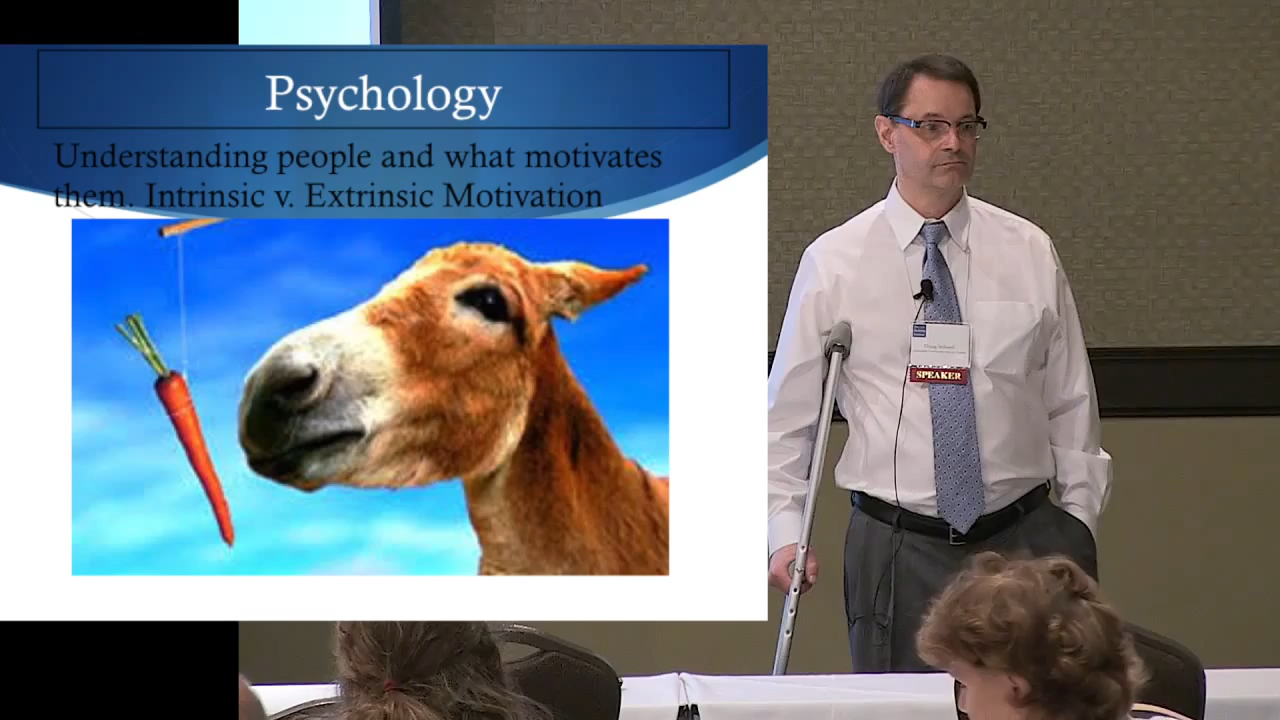 Psychology
Understanding people and what motivates
them. Intrinsic v. Extrinsic Motivation
SPEAKER